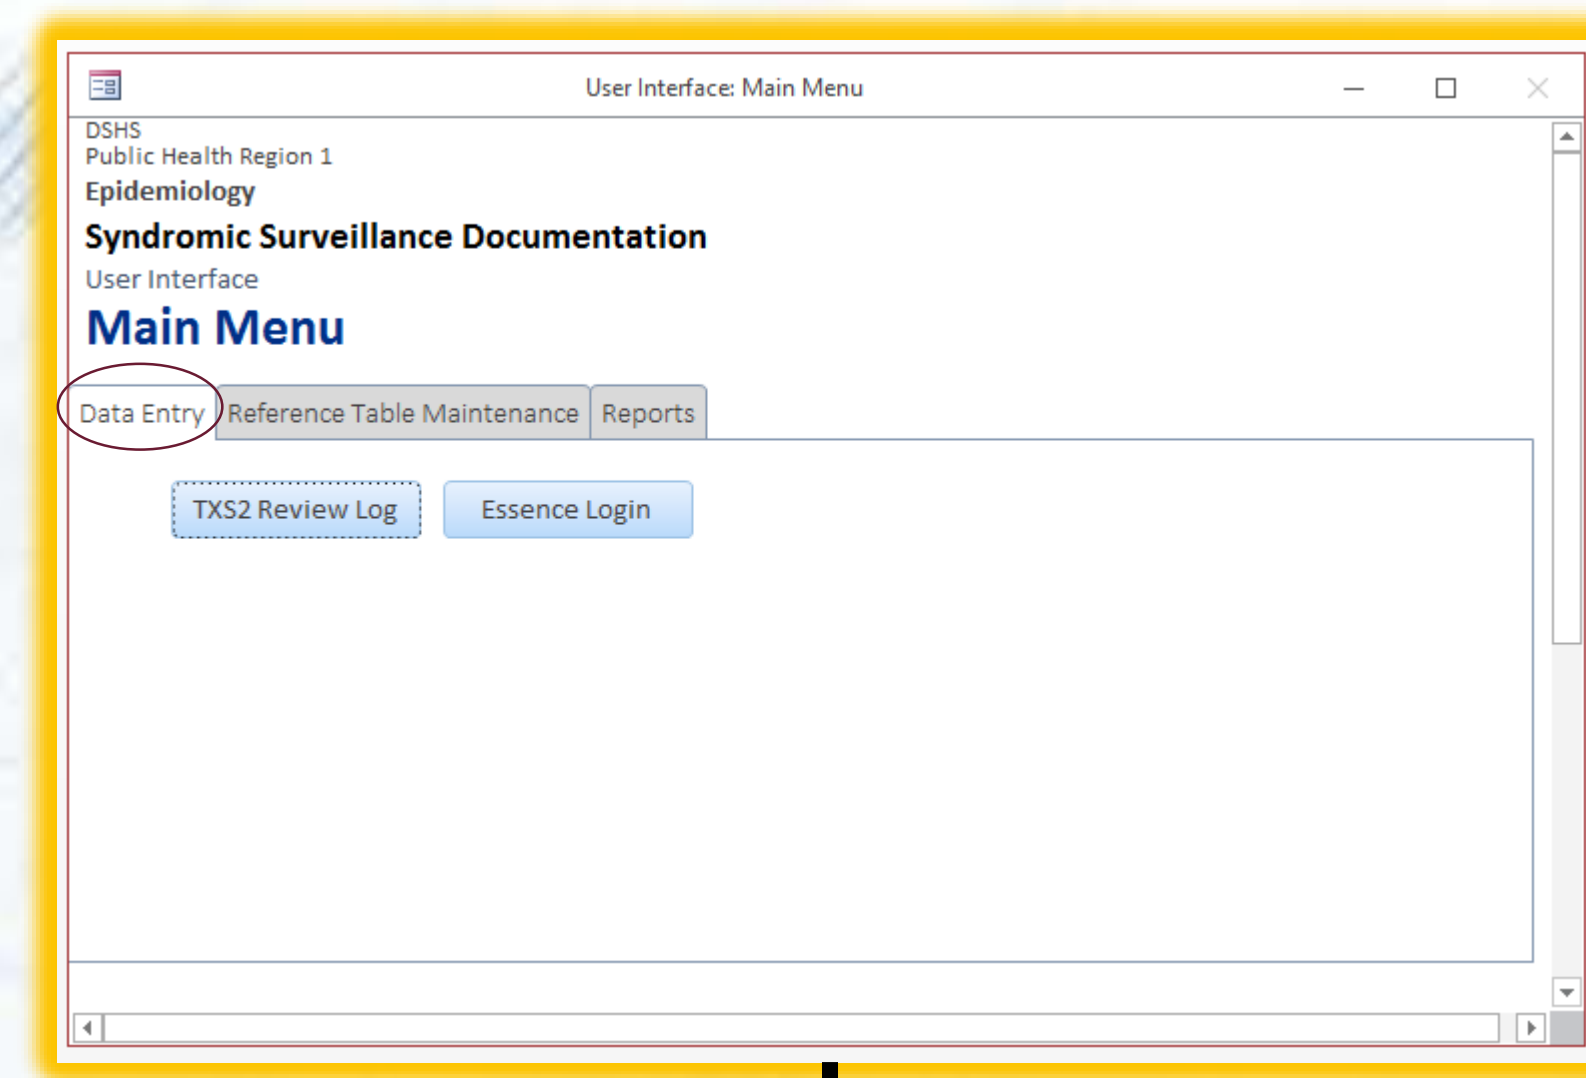 User Interface: Main Menu
DSHS
Public Health Region 1
Epidemiology
Syndromic Surveillance Documentation
User Interface
Main Menu
Data Entry Reference Table Maintenance Reports
TXS2 Review Log Essence Login